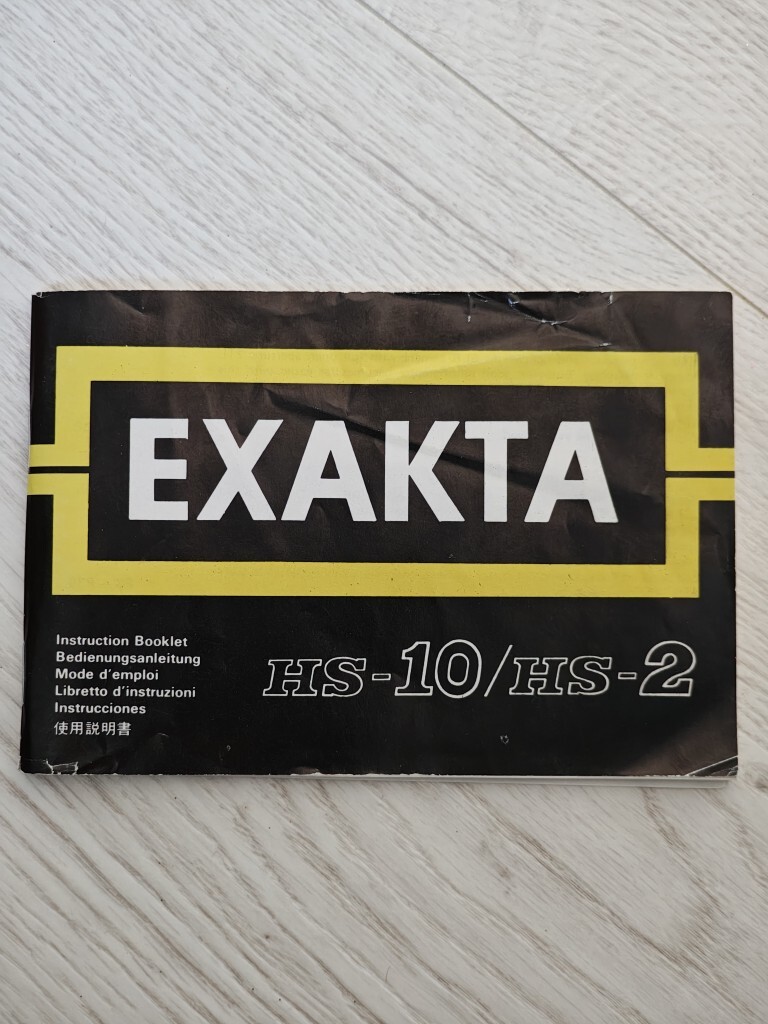 EXAKTA
Instruction Booklet
Bedienungsanleitung
Mode d'emploi
Libretto d'instruzioni
Instrucciones
使用説明書
HS-10/HS-2